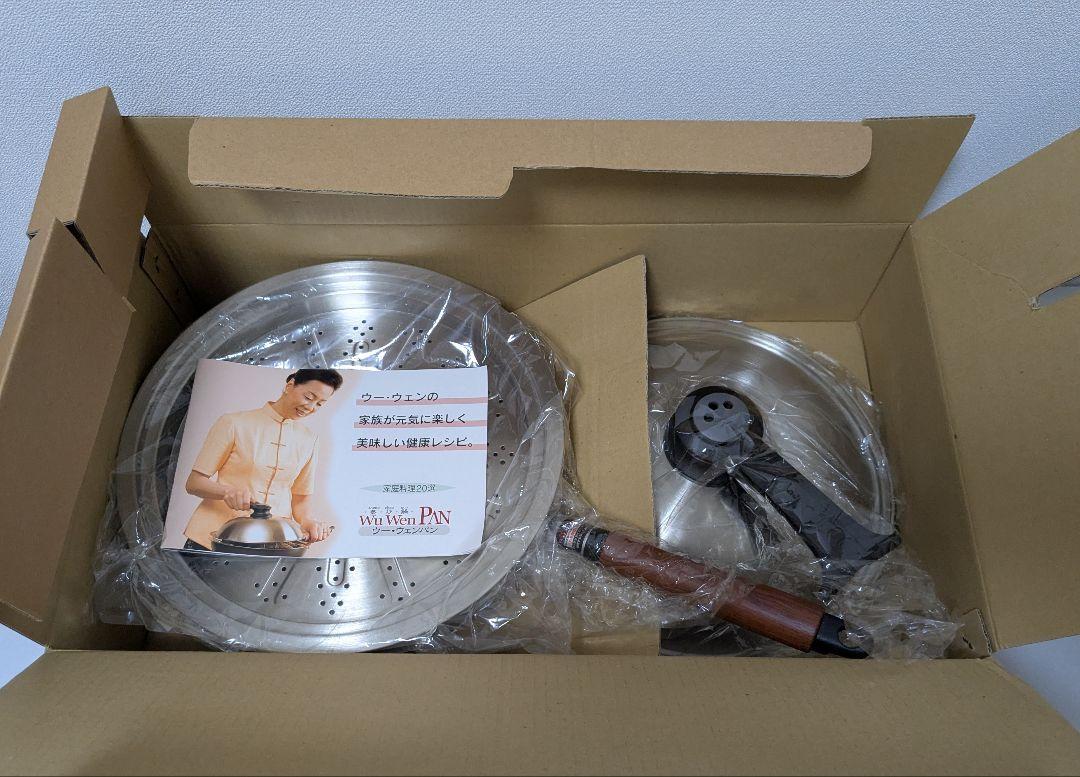 ウー・ウェンの
家族が元気に楽しく
美味しい健康レシピ。
家庭料理20選
Wu Wen PAN
ウー・ウェンパン